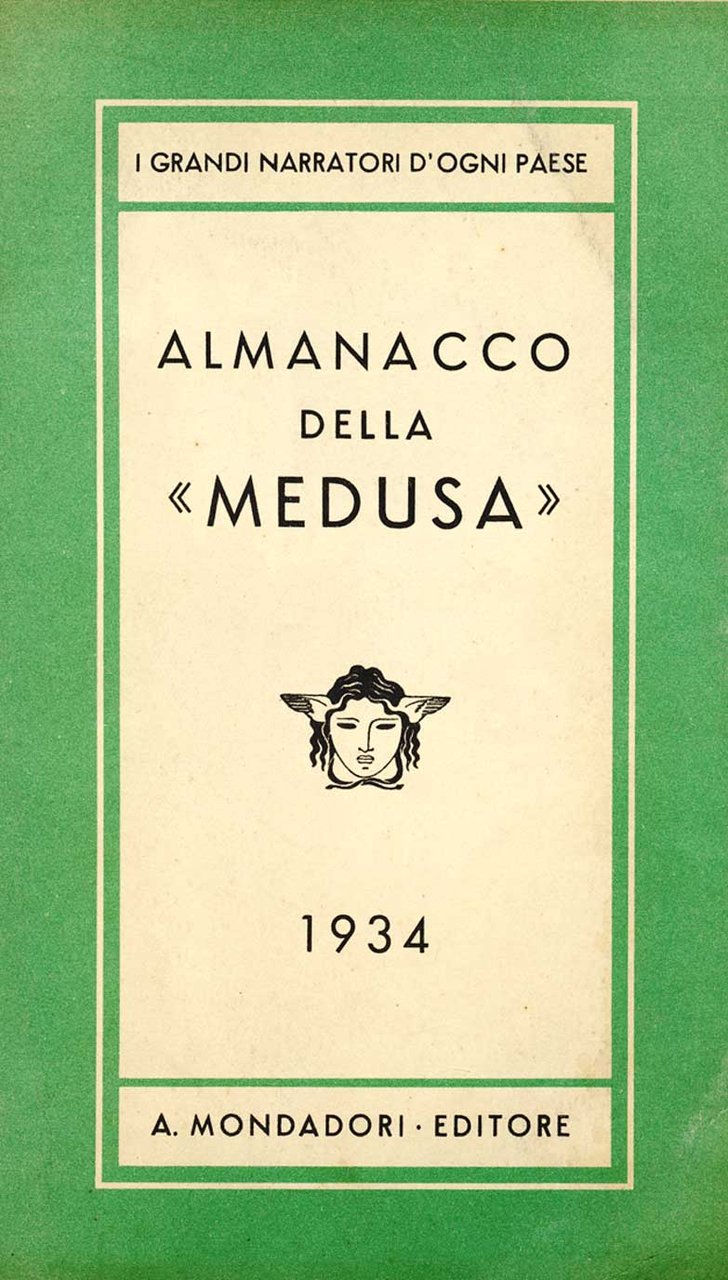 I GRANDI NARRATORI D'OGNI PAESE
ALMANACCO
DELLA
«MEDUSA»
1934
A. MONDADORI · EDITORE